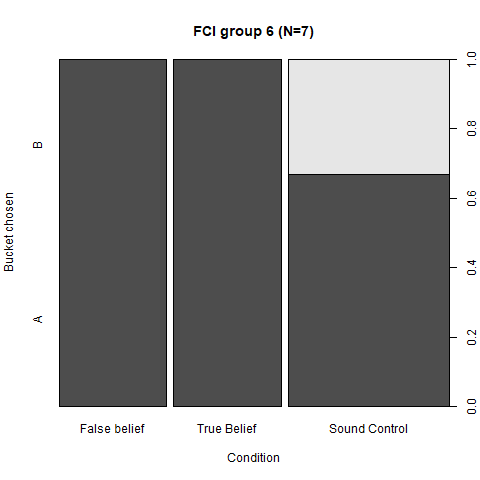 FCI group 6 (N=7)
B
A
Bucket chosen
1.0
0.8
0.6
0.4
0.2
0.0
False belief
True Belief
Sound Control
Condition